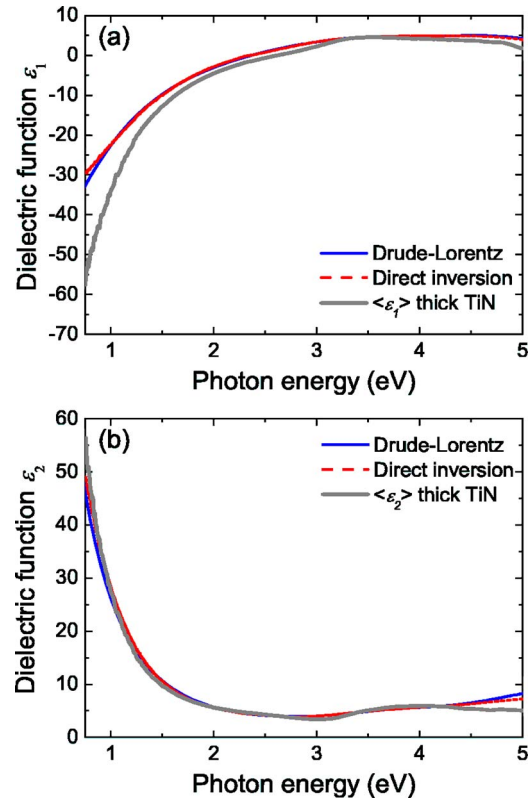 (a)
Dielectric function ε₁
10
0
-10
-20
-30
-40
-50
-60
-70
Drude-Lorentz
Direct inversion
<ε₁> thick TiN
1 2 3 4 5
Photon energy (eV)
(b)
Dielectric function ε₂
60
50
40
30
20
10
0
Drude-Lorentz
Direct inversion
<ε₂> thick TiN
1 2 3 4 5
Photon energy (eV)